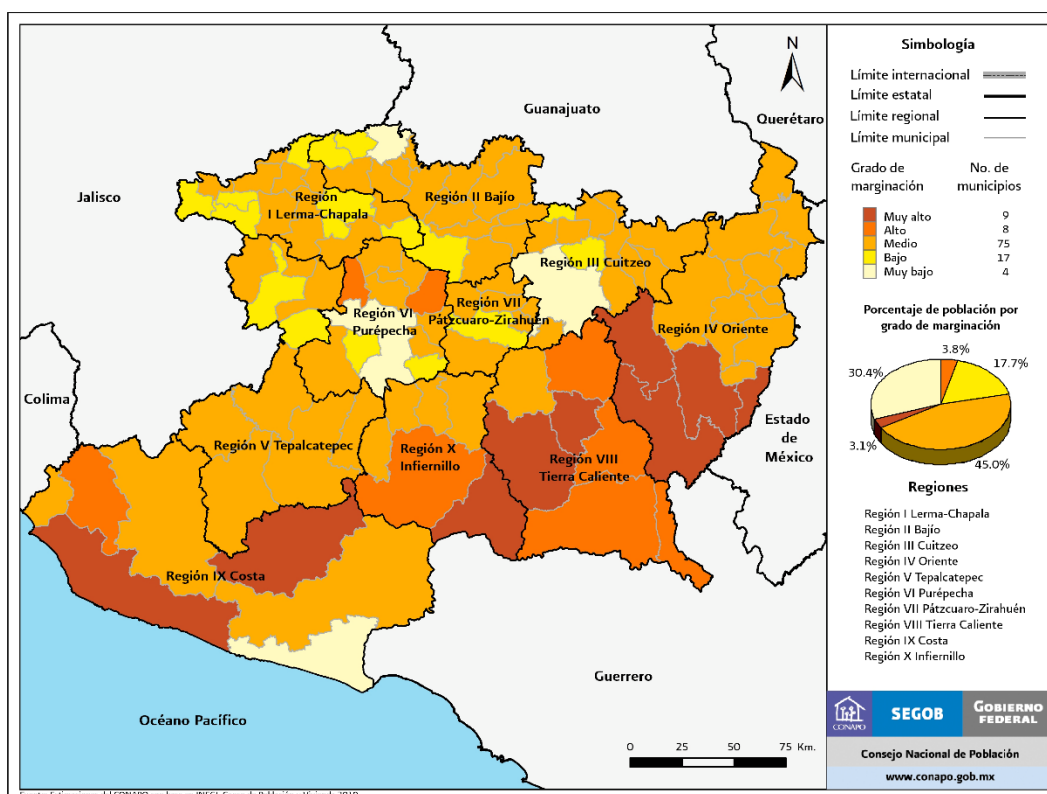 N
Guanajuato
Querétaro
Jalisco
Región
I Lerma-Chapala
Región II Bajío
Región III Cuitzeo
Región VII
Pátzcuaro-Zirahuén
Región VI
Purépecha
Región IV Oriente
Colima
Región V Tepalcatepec
Región X
Infiernillo
Región VIII
Tierra Caliente
Estado
de
México
Región IX Costa
Guerrero
Océano Pacífico
0 25 50 75 Km.
Simbología
Límite internacional
Límite estatal
Límite regional
Límite municipal
Grado de No. de
marginación municipios
Muy alto 9
Alto 8
Medio 75
Bajo 17
Muy bajo 4
Porcentaje de población por
grado de marginación
3.8%
30.4% 17.7%
3.1%
45.0%
Regiones
Región I Lerma-Chapala
Región II Bajío
Región III Cuitzeo
Región IV Oriente
Región V Tepalcatepec
Región VI Purépecha
Región VII Pátzcuaro-Zirahuén
Región VIII Tierra Caliente
Región IX Costa
Región X Infiernillo
CONAPO
SEGOB
GOBIERNO
FEDERAL
Consejo Nacional de Población
www.conapo.gob.mx